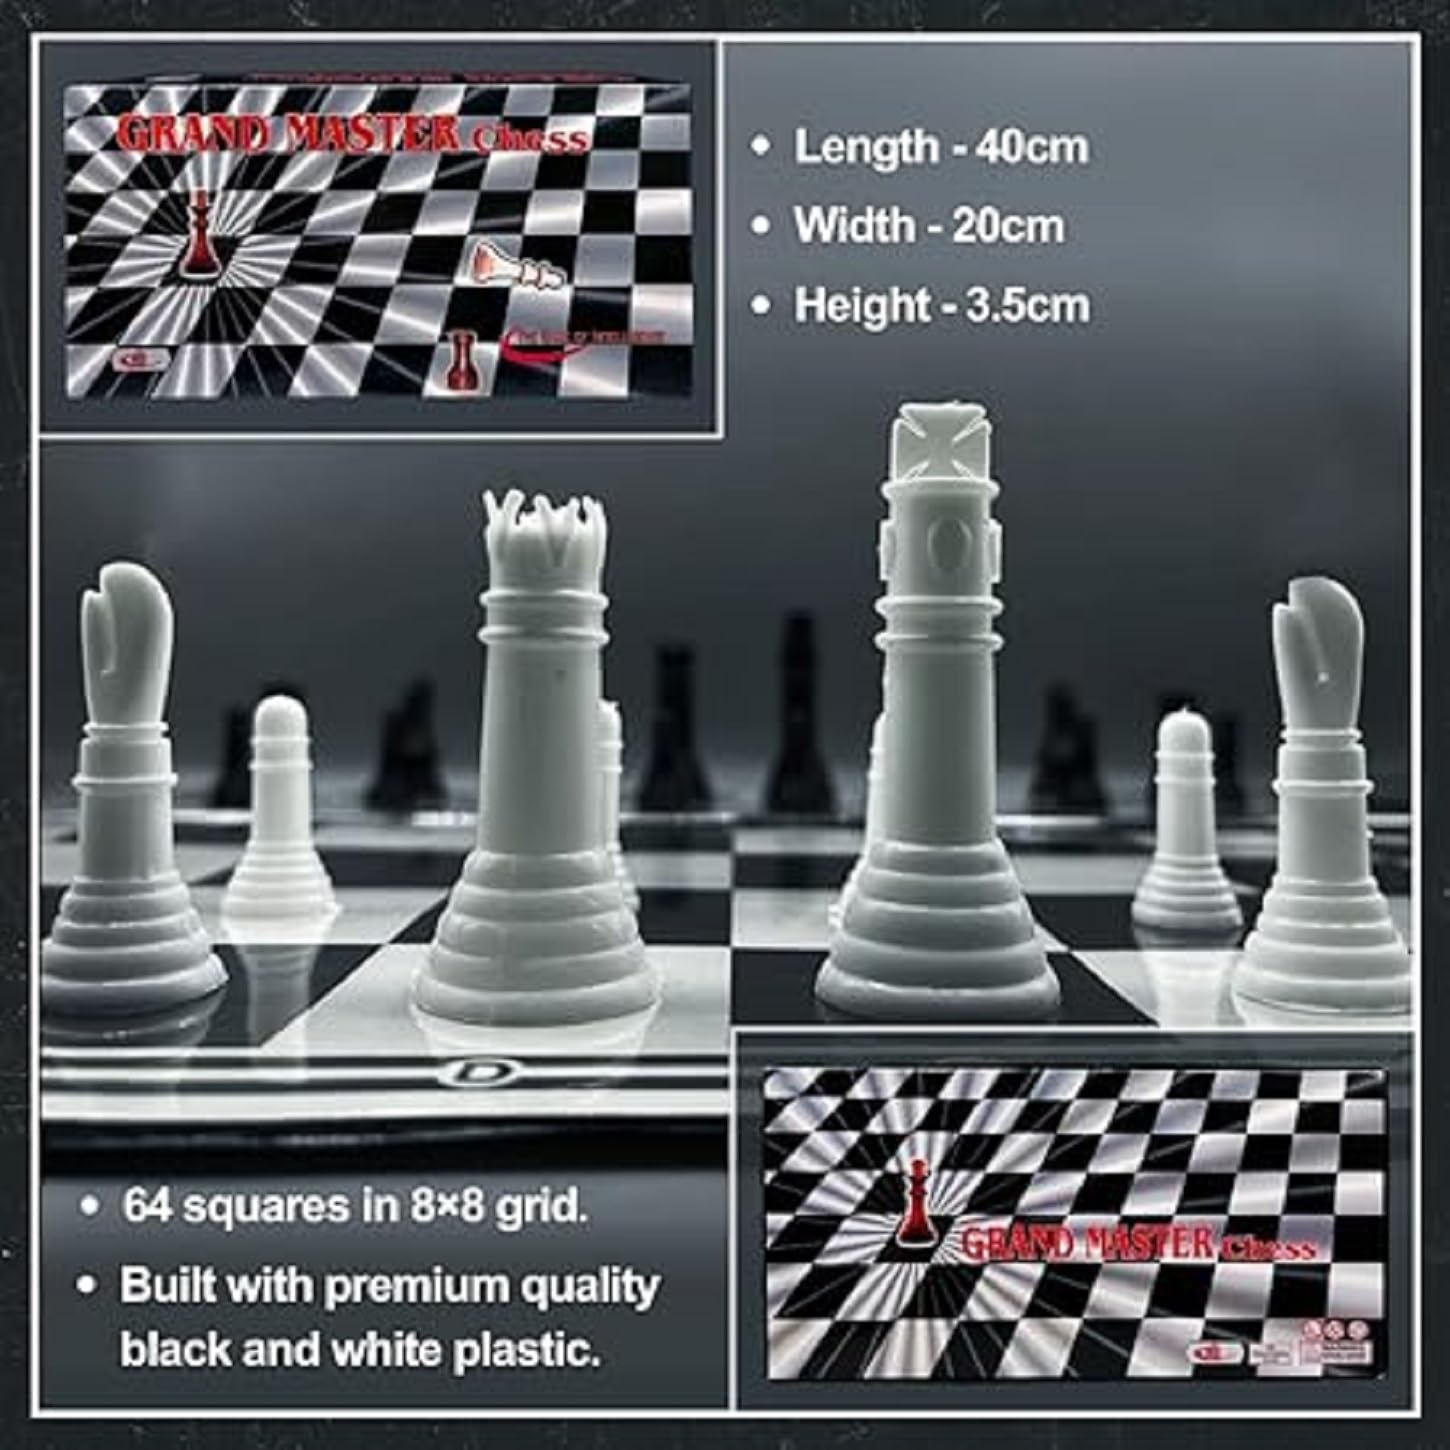 GRAND MASTER Chess
• Length - 40cm
• Width - 20cm
• Height - 3.5cm
D
• 64 squares in 8×8 grid.
• Built with premium quality
black and white plastic.
GRAND MASTER Chess